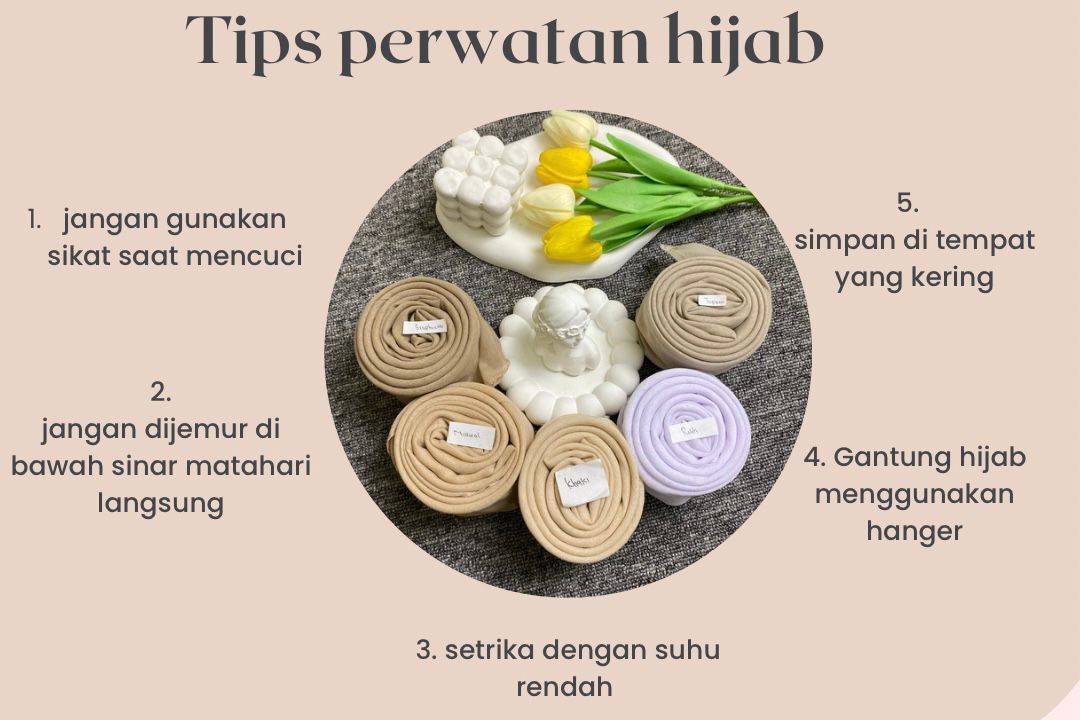 Tips perwatan hijab
1. jangan gunakan
sikat saat mencuci
2.
jangan dijemur di
bawah sinar matahari
langsung
3. setrika dengan suhu
rendah
4. Gantung hijab
menggunakan
hanger
5.
simpan di tempat
yang kering
khaki